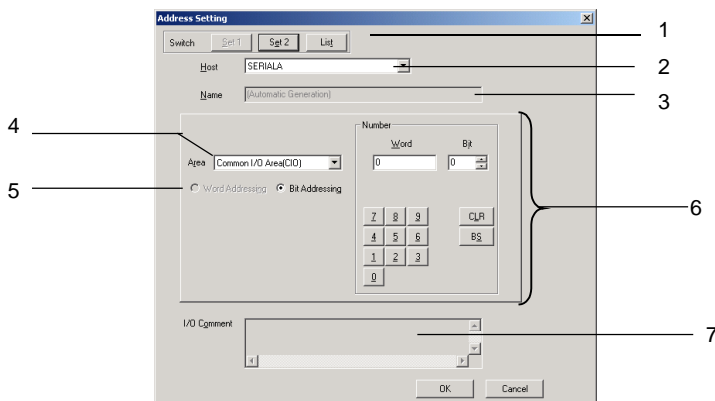 Address Setting
Switch Set 1 Set 2 List
1
Host SERIALA
2
Name (Automatic Generation)
3
4
Number
Word Bit
Area Common I/O Area(CIO) 0 0
5
Word Addressing Bit Addressing
6
7 8 9 CLR
4 5 6 BS
1 2 3
0
I/O Comment
7
OK Cancel